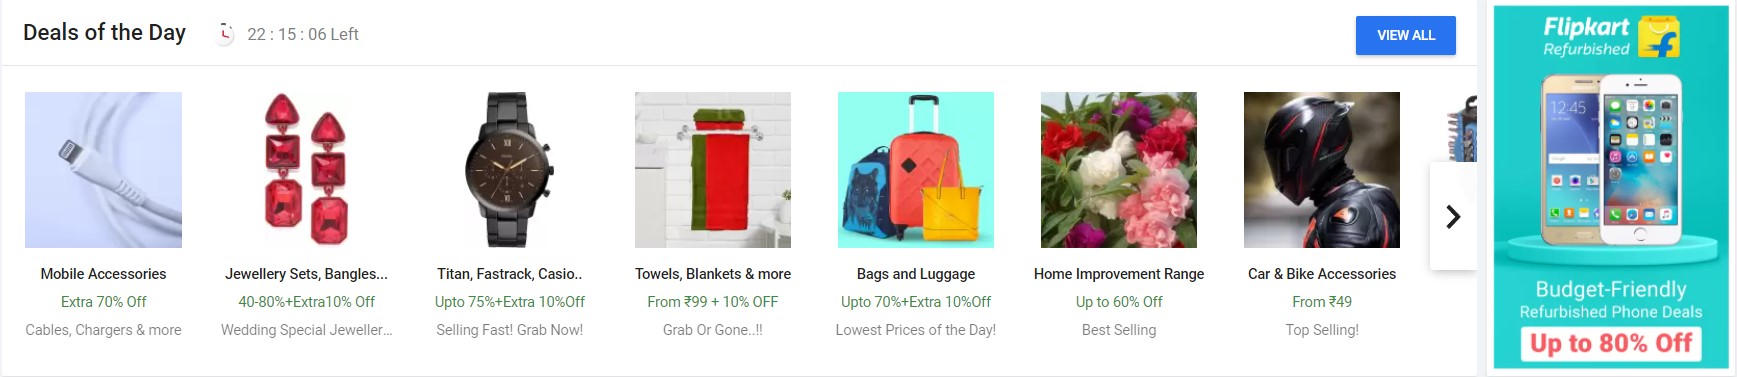 Deals of the Day
22 : 15 : 06 Left
VIEW ALL
Mobile Accessories
Extra 70% Off
Cables, Chargers & more
Jewellery Sets, Bangles...
40-80%+Extra10% Off
Wedding Special Jeweller...
Titan, Fastrack, Casio..
Upto 75%+Extra 10%Off
Selling Fast! Grab Now!
Towels, Blankets & more
From ₹99 + 10% OFF
Grab Or Gone..!!
Bags and Luggage
Upto 70%+Extra 10%Off
Lowest Prices of the Day!
Home Improvement Range
Up to 60% Off
Best Selling
Car & Bike Accessories
From ₹49
Top Selling!
Flipkart
Refurbished
12:45
Budget-Friendly
Refurbished Phone Deals
Up to 80% Off